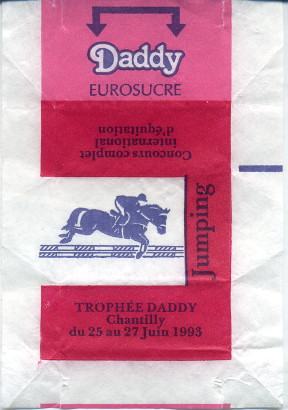 Daddy
EUROSUCRE
Concours complet
international
d'équitation
Jumping
TROPHÉE DADDY
Chantilly
du 25 au 27 Juin 1993